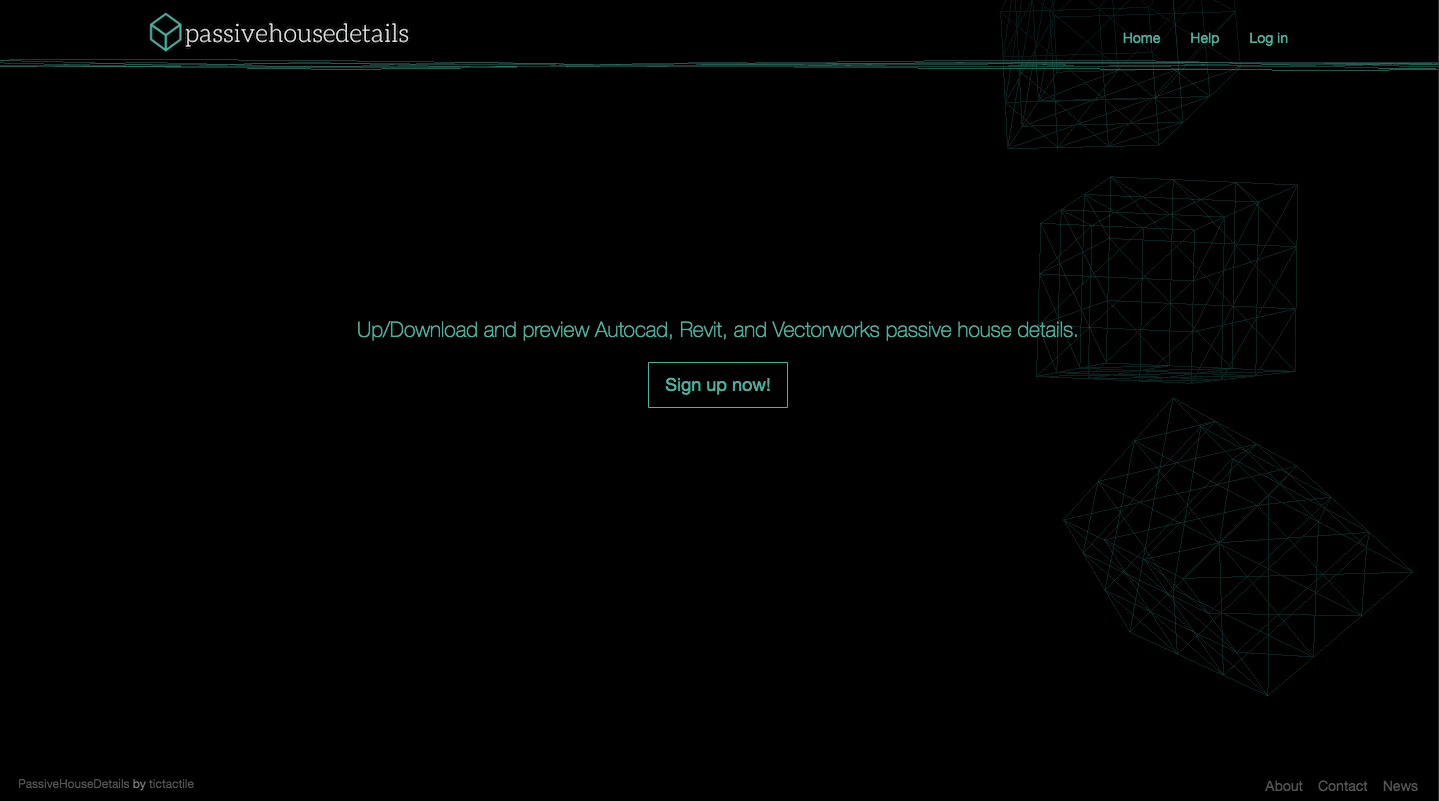 passivehousedetails
Home Help Log in
Up/Download and preview Autocad, Revit, and Vectorworks passive house details.
Sign up now!
PassiveHouseDetails by tictactile
About Contact News